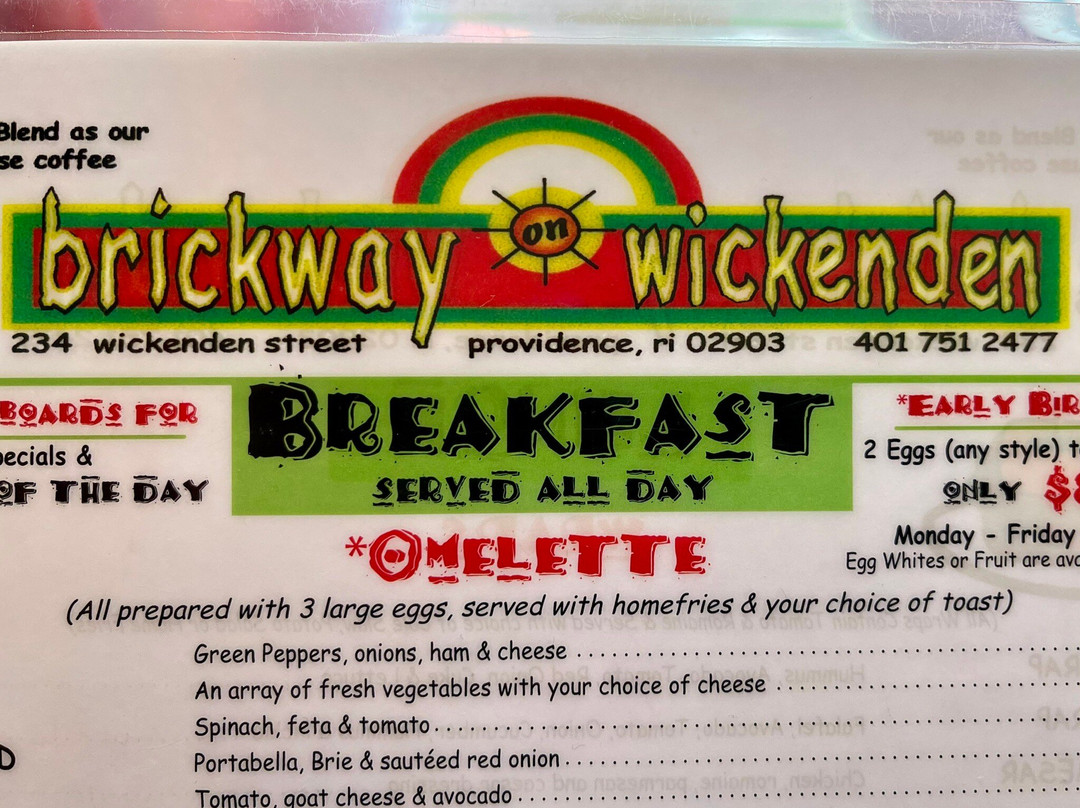 Blend as our
se coffee
brickway on wickenden
234 wickenden street providence, ri 02903 401 751 2477
BOARDS FOR
pecials &
OF THE DAY
BREAKFAST
SERVED ALL DAY
*EARLY BIR
2 Eggs (any style) t
ONLY $8
Monday - Friday
Egg Whites or Fruit are ava
*OMELETTE
(All prepared with 3 large eggs, served with homefries & your choice of toast)
Green Peppers, onions, ham & cheese
An array of fresh vegetables with your choice of cheese
Spinach, feta & tomato
Portabella, Brie & sautéed red onion
Tomato, goat cheese & avocado